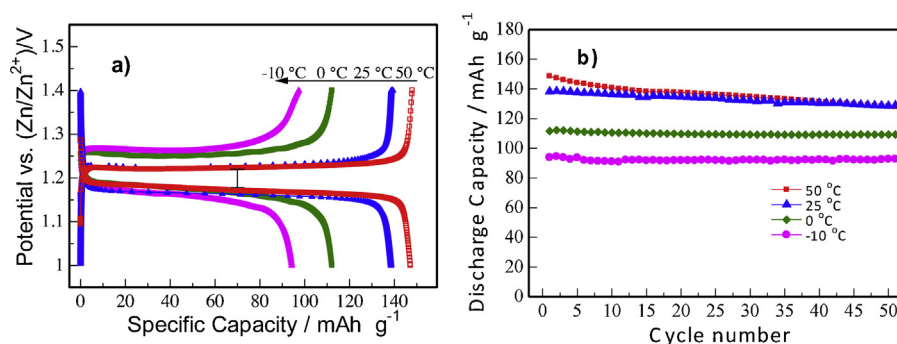 a)
-10 °C 0 °C 25 °C 50 °C
1.5
1.4
1.3
1.2
1.1
1
0 20 40 60 80 100 120 140
Potential vs. (Zn/Zn²⁺)/V
Specific Capacity / mAh g⁻¹
b)
180
160
140
120
100
80
60
40
20
0
0 5 10 15 20 25 30 35 40 45 50
Discharge Capacity / mAh g⁻¹
Cycle number
50 °C
25 °C
0 °C
-10 °C